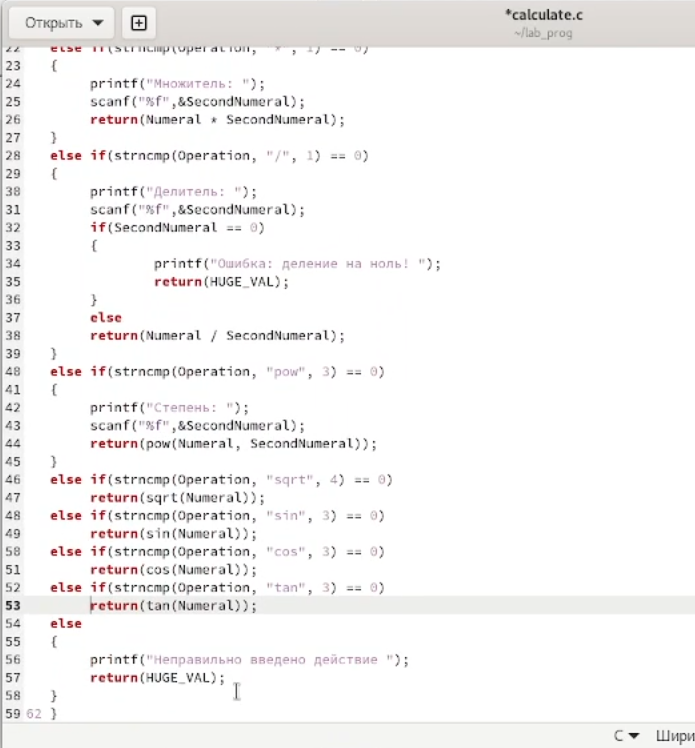 Открыть
*calculate.c
~/lab_prog
22 else if(strncmp(Operation, "*", 1) == 0)
23 {
24 printf("Множитель: ");
25 scanf("%f",&SecondNumeral);
26 return(Numeral * SecondNumeral);
27 }
28 else if(strncmp(Operation, "/", 1) == 0)
29 {
30 printf("Делитель: ");
31 scanf("%f",&SecondNumeral);
32 if(SecondNumeral == 0)
33 {
34 printf("Ошибка: деление на ноль! ");
35 return(HUGE_VAL);
36 }
37 else
38 return(Numeral / SecondNumeral);
39 }
40 else if(strncmp(Operation, "pow", 3) == 0)
41 {
42 printf("Степень: ");
43 scanf("%f",&SecondNumeral);
44 return(pow(Numeral, SecondNumeral));
45 }
46 else if(strncmp(Operation, "sqrt", 4) == 0)
47 return(sqrt(Numeral));
48 else if(strncmp(Operation, "sin", 3) == 0)
49 return(sin(Numeral));
50 else if(strncmp(Operation, "cos", 3) == 0)
51 return(cos(Numeral));
52 else if(strncmp(Operation, "tan", 3) == 0)
53 return(tan(Numeral));
54 else
55 {
56 printf("Неправильно введено действие ");
57 return(HUGE_VAL);
58 }
59 62 }
C